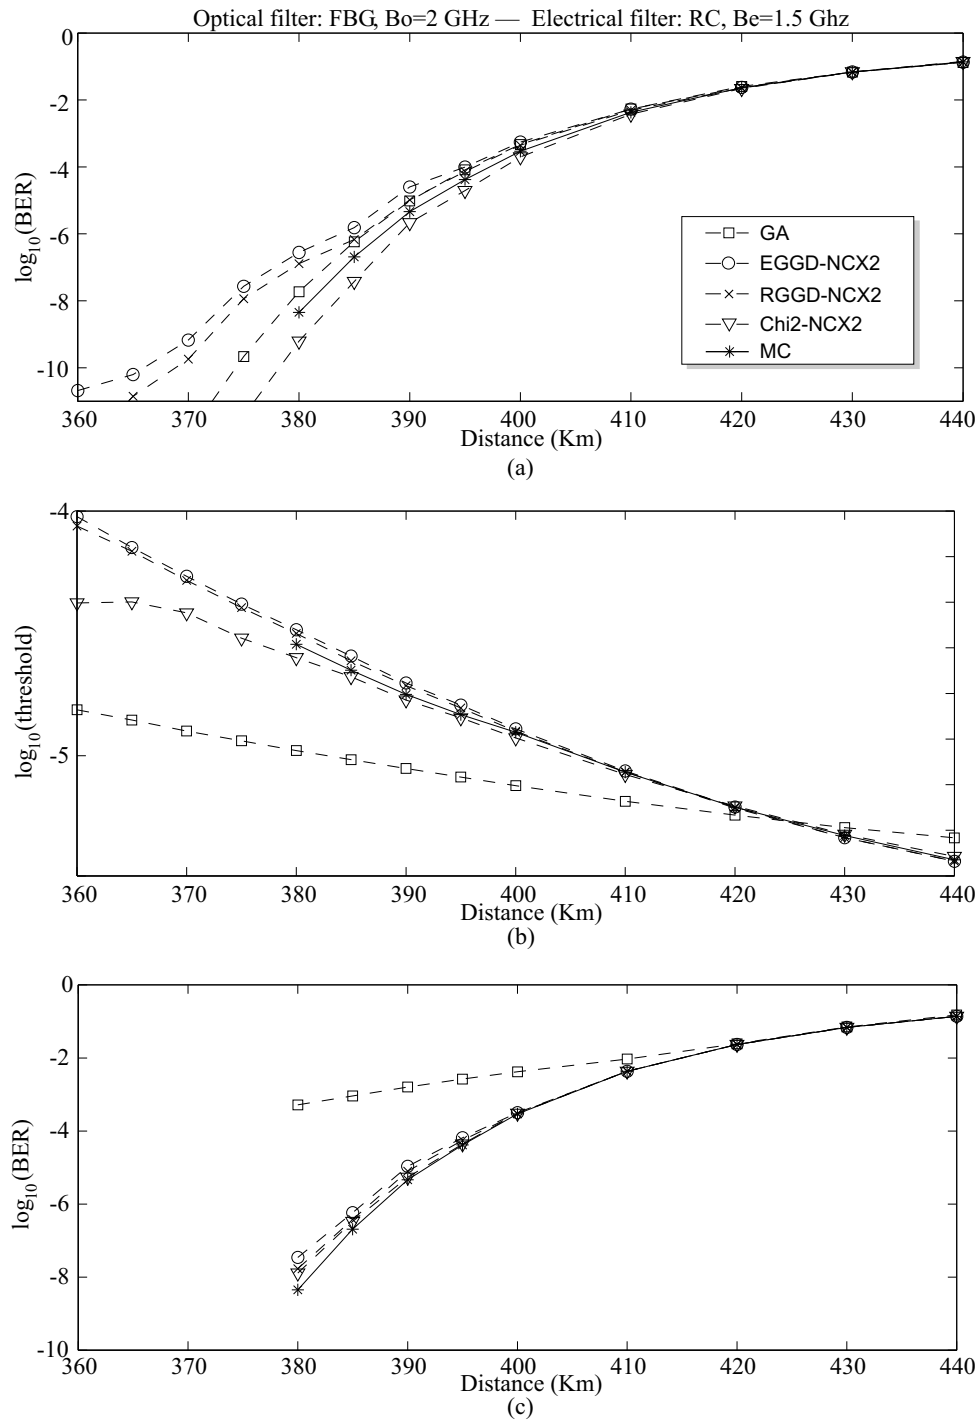 Optical filter: FBG, Bo=2 GHz — Electrical filter: RC, Be=1.5 Ghz
0
-2
-4
-6
-8
-10
log10(BER)
GA
EGGD-NCX2
RGGD-NCX2
Chi2-NCX2
MC
360 370 380 390 400 410 420 430 440
Distance (Km)
(a)
-4
-5
log10(threshold)
360 370 380 390 400 410 420 430 440
Distance (Km)
(b)
0
-2
-4
-6
-8
-10
log10(BER)
360 370 380 390 400 410 420 430 440
Distance (Km)
(c)